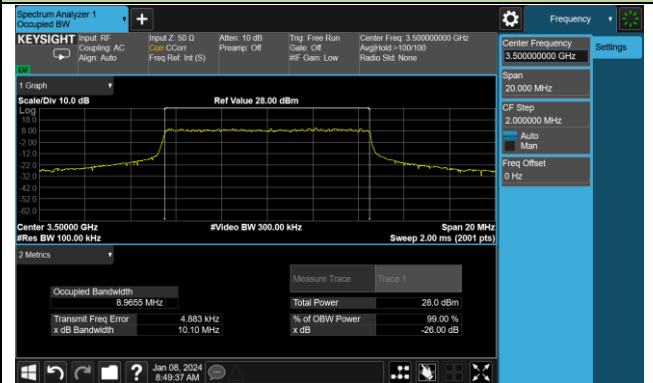 Spectrum Analyzer 1
Occupied BW
Frequency
KEYSIGHT
Input: RF
Coupling: AC
Align: Auto
Input Z: 50 Ω
Corr CCorr
Freq Ref: Int (S)
Atten: 10 dB
Preamp: Off
Trig: Free Run
Gate: Off
#IF Gain: Low
Center Freq: 3.500000000 GHz
Avg|Hold:>100/100
Radio Std: None
Center Frequency
3.500000000 GHz
Settings
Span
20.000 MHz
CF Step
2.000000 MHz
Auto
Man
Freq Offset
0 Hz
1 Graph
Scale/Div 10.0 dB
Ref Value 28.00 dBm
Log
18.0
8.00
-2.00
-12.0
-22.0
-32.0
-42.0
-52.0
-62.0
Center 3.50000 GHz
#Video BW 300.00 kHz
Span 20 MHz
#Res BW 100.00 kHz
Sweep 2.00 ms (2001 pts)
2 Metrics
Measure Trace
Trace 1
Occupied Bandwidth
8.9655 MHz
Total Power
28.0 dBm
Transmit Freq Error
4.883 kHz
% of OBW Power
99.00 %
x dB Bandwidth
10.10 MHz
x dB
-26.00 dB
?
Jan 08, 2024
8:49:37 AM